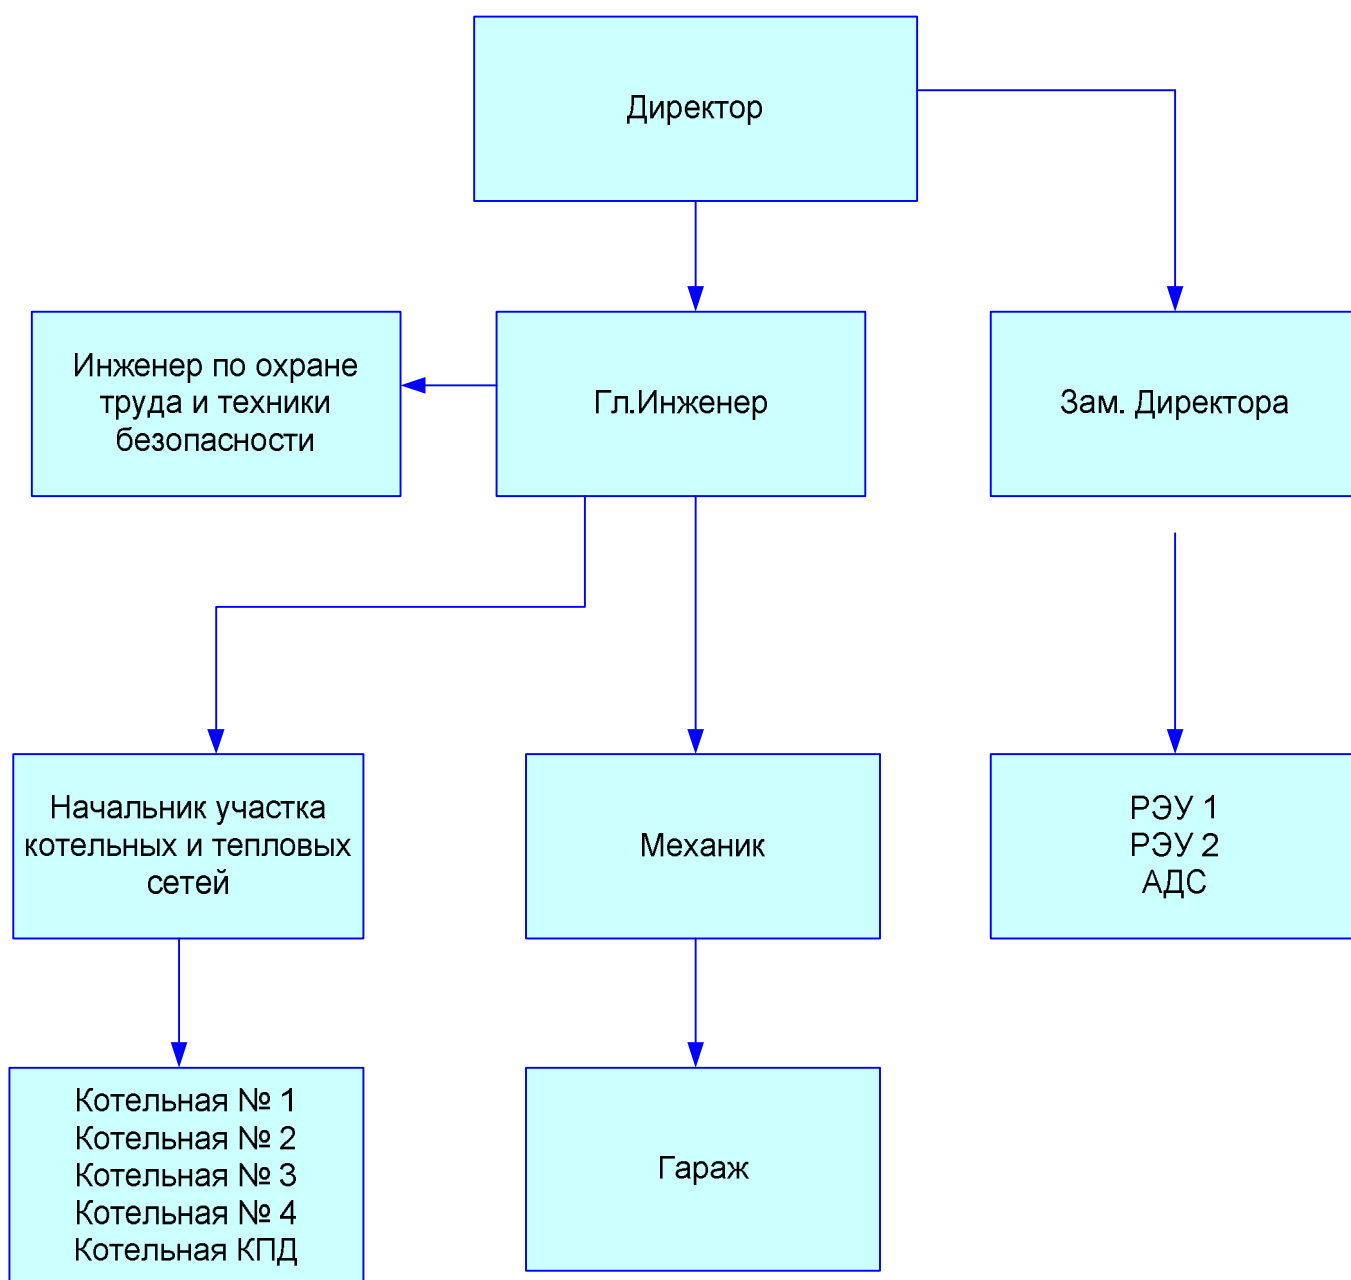 Директор
Инженер по охране
труда и техники
безопасности
Гл.Инженер
Зам. Директора
Начальник участка
котельных и тепловых
сетей
Механик
РЭУ 1
РЭУ 2
АДС
Котельная № 1
Котельная № 2
Котельная № 3
Котельная № 4
Котельная КПД
Гараж